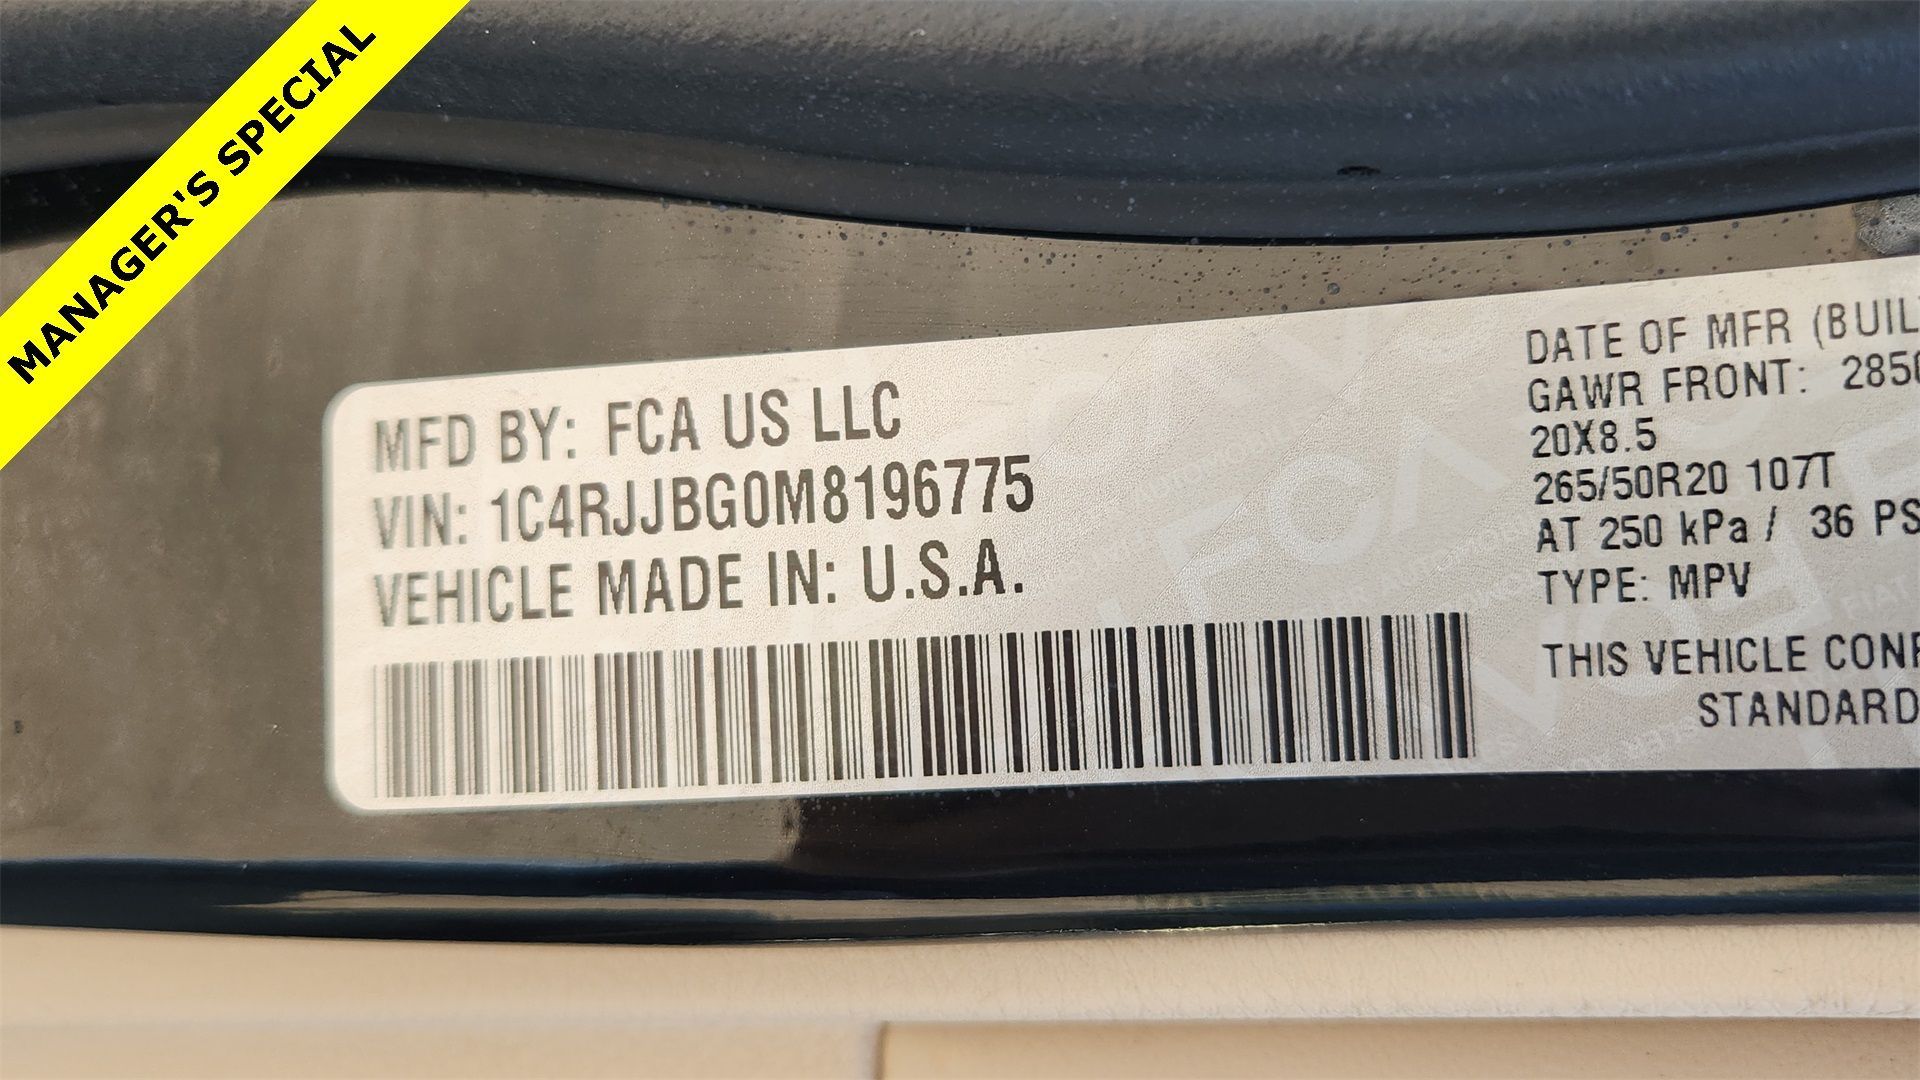 MANAGER'S SPECIAL
MFD BY: FCA US LLC
VIN: 1C4RJJBG0M8196775
VEHICLE MADE IN: U.S.A.
DATE OF MFR (BUIL
GAWR FRONT: 2850
20X8.5
265/50R20 107T
AT 250 kPa / 36 PS
TYPE: MPV
THIS VEHICLE CONF
STANDARD